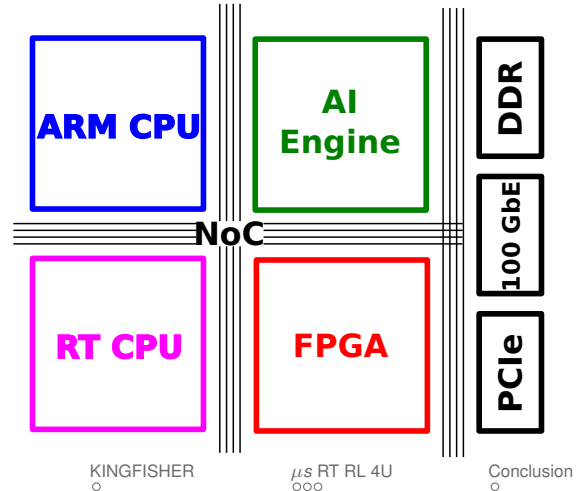 ARM CPU
AI
Engine
DDR
NoC
100 GbE
RT CPU
FPGA
PCIe
KINGFISHER
μs RT RL 4U
Conclusion